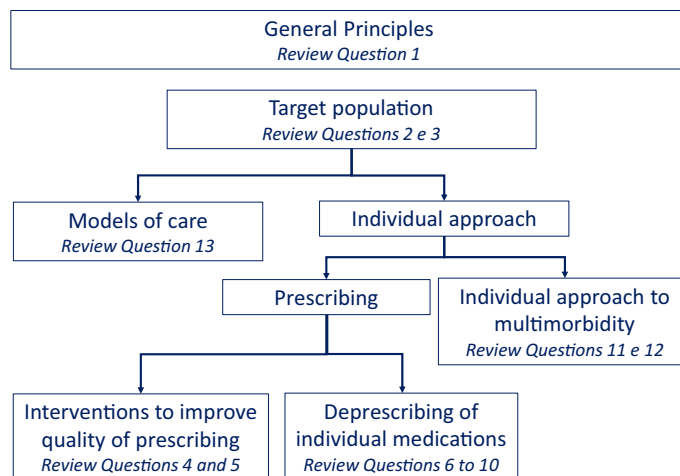 General Principles
Review Question 1
Target population
Review Questions 2 e 3
Models of care
Review Question 13
Individual approach
Prescribing
Individual approach to
multimorbidity
Review Questions 11 e 12
Interventions to improve
quality of prescribing
Review Questions 4 and 5
Deprescribing of
individual medications
Review Questions 6 to 10